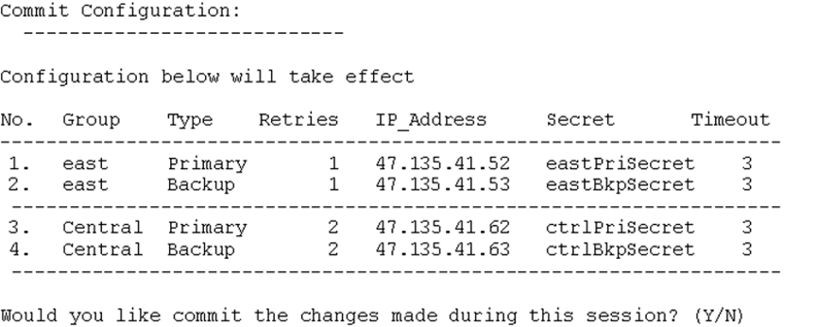 Commit Configuration:
----------------------------
Configuration below will take effect
No. Group Type Retries IP_Address Secret Timeout
--------------------------------------------------------------------
1. east Primary 1 47.135.41.52 eastPriSecret 3
2. east Backup 1 47.135.41.53 eastBkpSecret 3
-------------------------------------------------------------------
3. Central Primary 2 47.135.41.62 ctrlPriSecret 3
4. Central Backup 2 47.135.41.63 ctrlBkpSecret 3
-------------------------------------------------------------------
Would you like commit the changes made during this session? (Y/N)